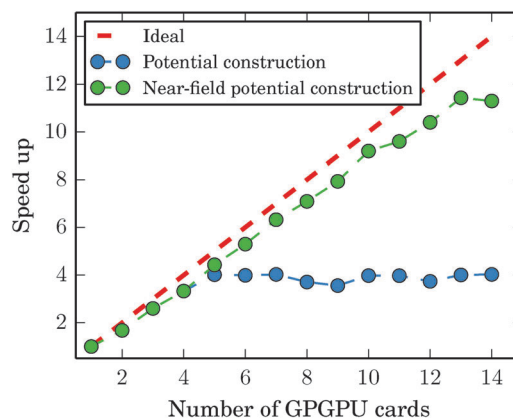 Ideal
Potential construction
Near-field potential construction
14
12
10
8
6
4
2
Speed up
2 4 6 8 10 12 14
Number of GPGPU cards